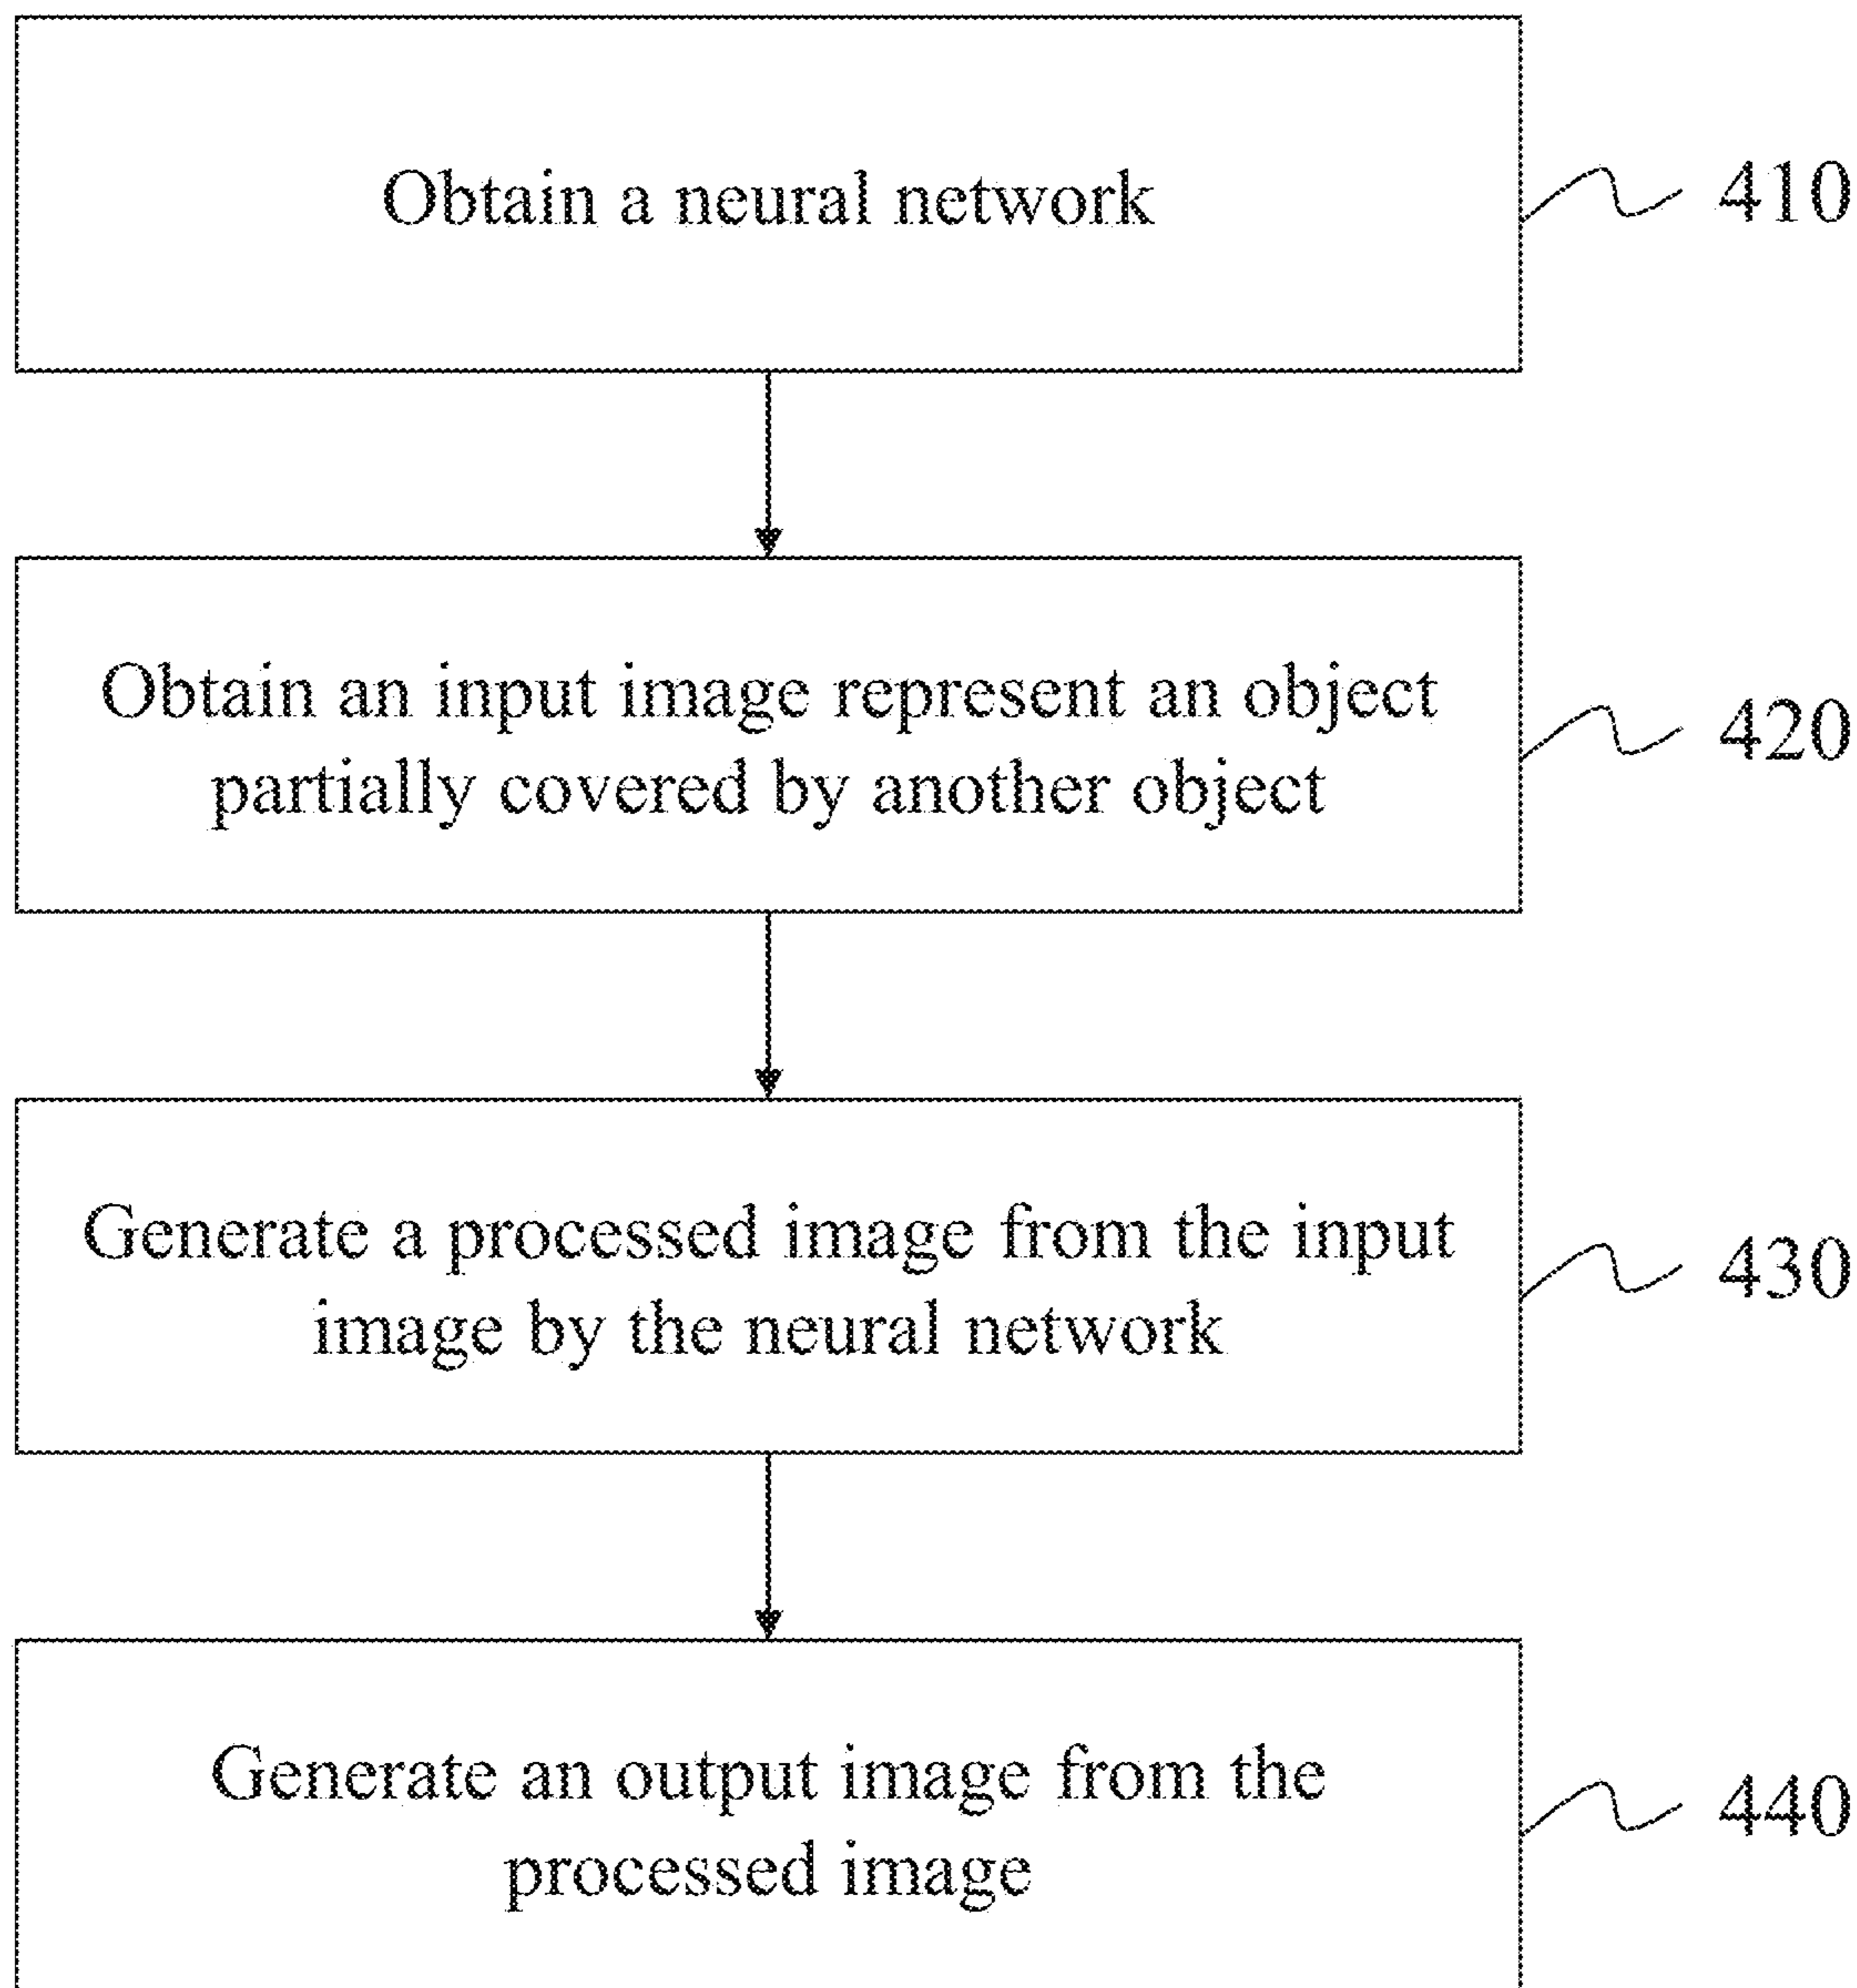 Obtain a neural network
410
Obtain an input image represent an object
partially covered by another object
420
Generate a processed image from the input
image by the neural network
430
Generate an output image from the
processed image
440